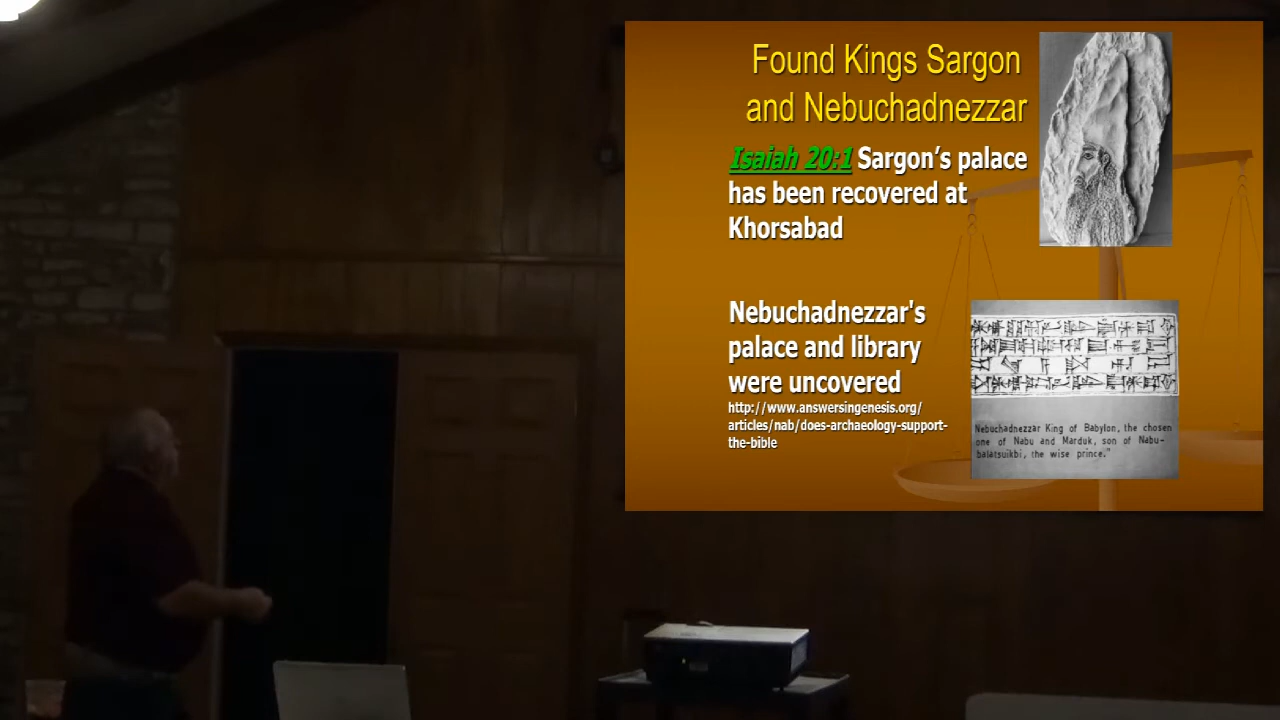 Found Kings Sargon
and Nebuchadnezzar
Isaiah 20:1 Sargon's palace
has been recovered at
Khorsabad
Nebuchadnezzar's
palace and library
were uncovered
http://www.answersingenesis.org/
articles/nab/does-archaeology-support-
the-bible
Nebuchadnezzar King of Babylon, the chosen
one of Nabu and Marduk, son of Nabu-
balatsuikbi, the wise prince."